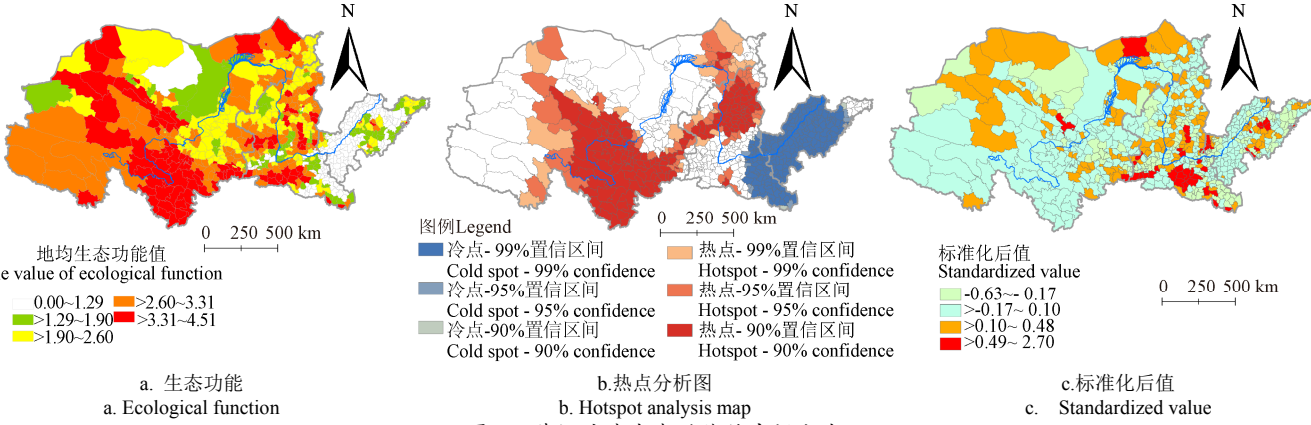 N
0 250 500 km
地均生态功能值
e value of ecological function
0.00~1.29
>2.60~3.31
>1.29~1.90
>3.31~4.51
>1.90~2.60
a. 生态功能
a. Ecological function
N
0 250 500 km
图例Legend
冷点- 99%置信区间
Cold spot - 99% confidence
冷点-95%置信区间
Cold spot - 95% confidence
冷点-90%置信区间
Cold spot - 90% confidence
热点- 99%置信区间
Hotspot - 99% confidence
热点-95%置信区间
Hotspot - 95% confidence
热点- 90%置信区间
Hotspot - 90% confidence
b.热点分析图
b. Hotspot analysis map
N
标准化后值
Standardized value
-0.63~- 0.17
>-0.17~ 0.10
>0.10~ 0.48
>0.49~ 2.70
0 250 500 km
c.标准化后值
c. Standardized value